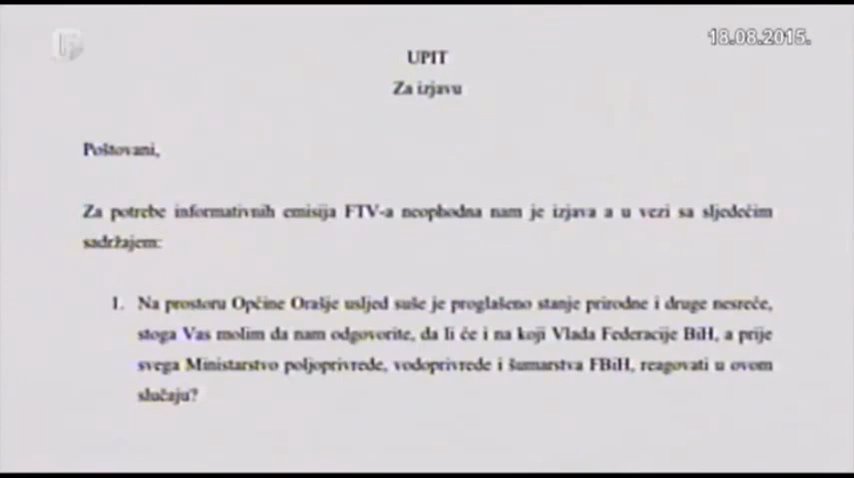 18.08.2015.
UPIT
Za izjavu
Poštovani,
Za potrebe informativnih emisija FTV-a neophodna nam je izjava a u vezi sa sljedećim
sadržajem:
1. Na prostoru Općine Orašje usljed suše je proglašeno stanje prirodne i druge nesreće,
stoga Vas molim da nam odgovorite, da li će i na koji Vlada Federacije BiH, a prije
svega Ministarstvo poljoprivrede, vodoprivrede i šumarstva FBiH, reagovati u ovom
slučaju?